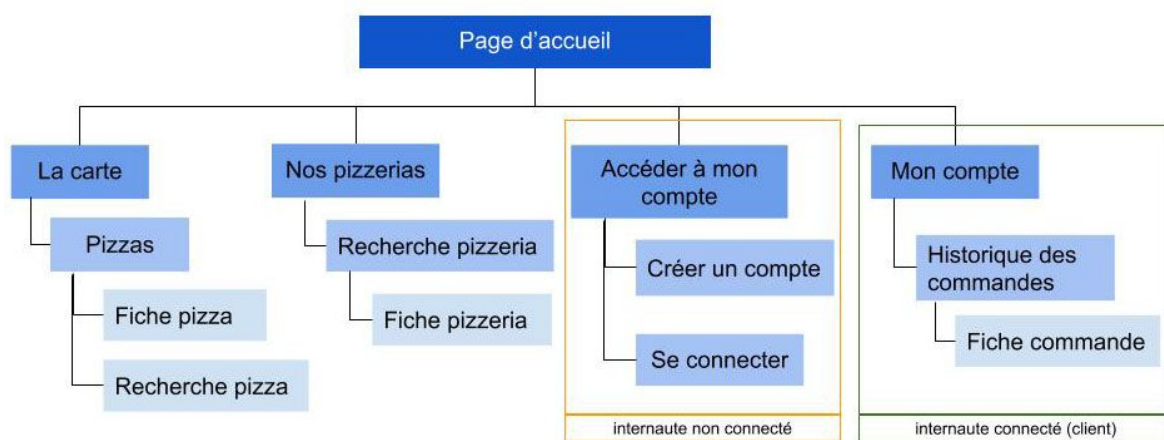 Page d'accueil
La carte
Pizzas
Fiche pizza
Recherche pizza
Nos pizzerias
Recherche pizzeria
Fiche pizzeria
Accéder à mon
compte
Créer un compte
Se connecter
internaute non connecté
Mon compte
Historique des
commandes
Fiche commande
internaute connecté (client)